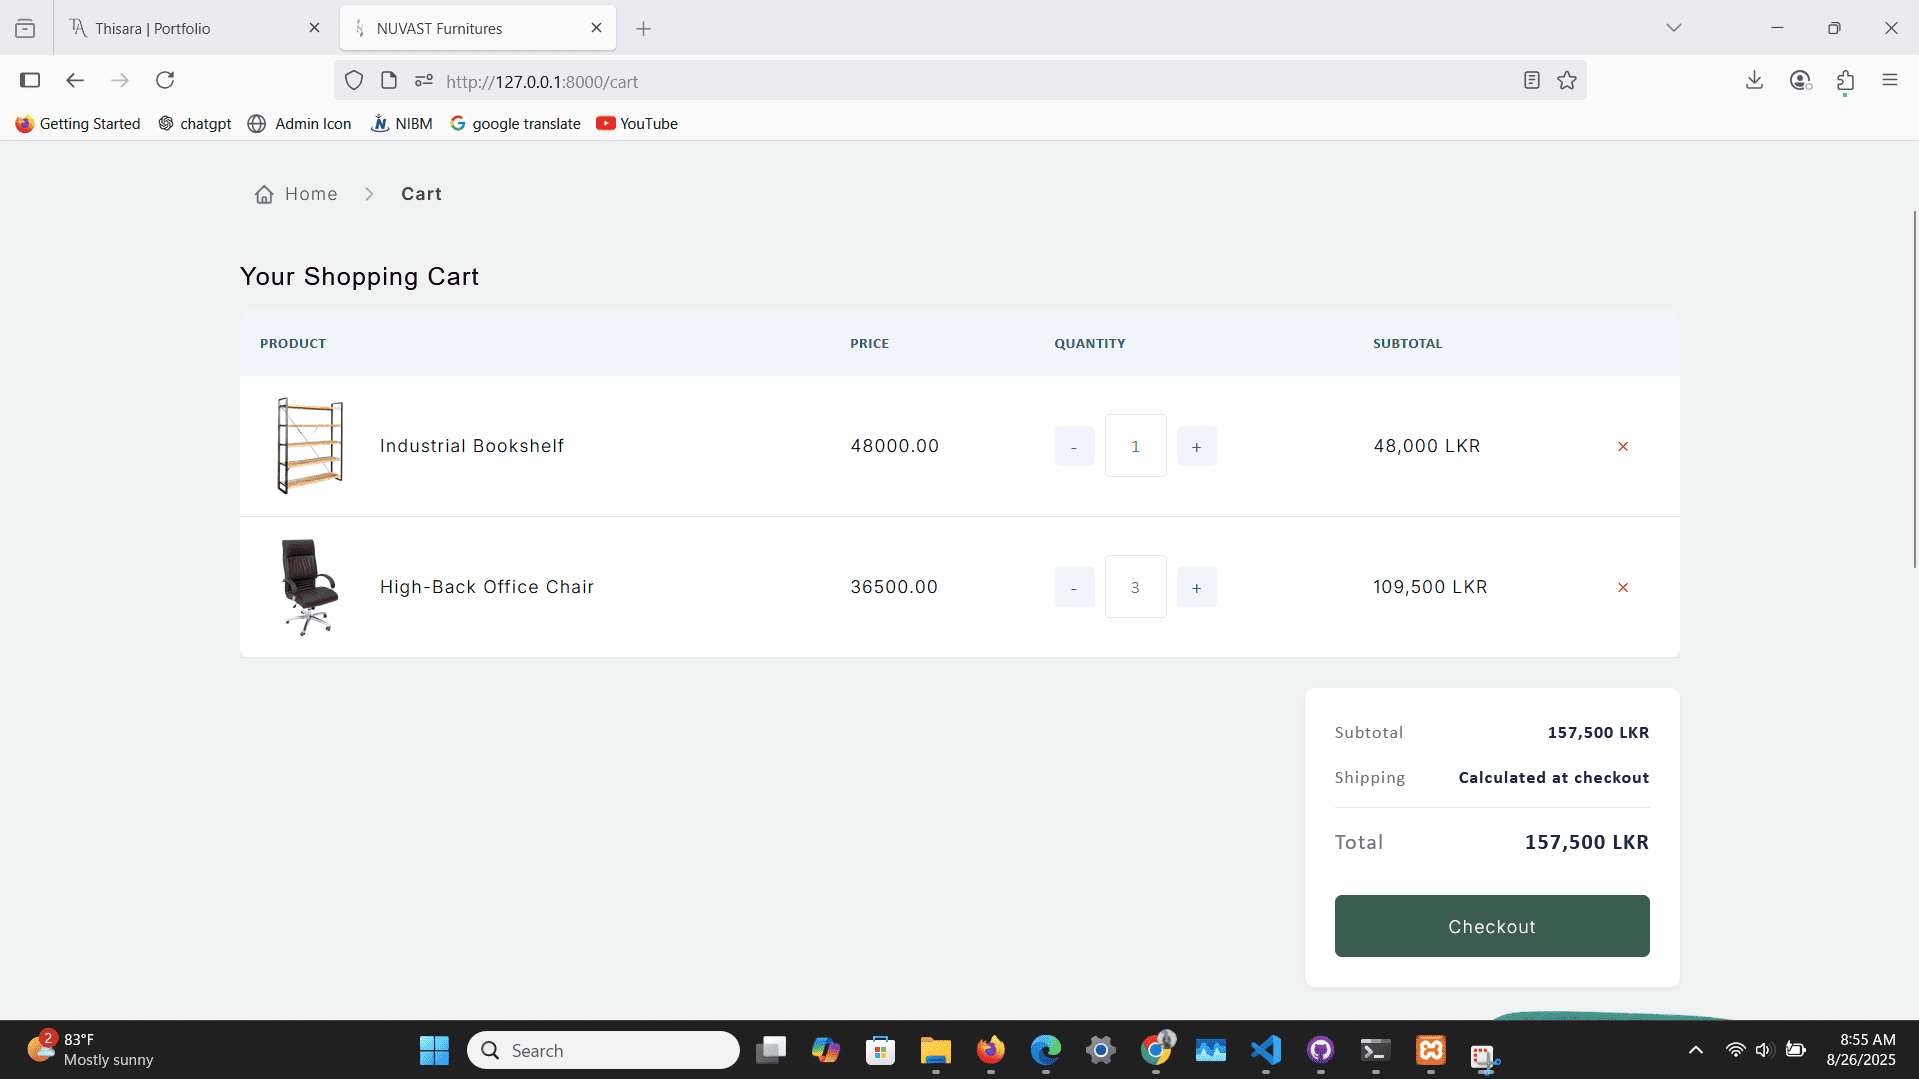 Thisara | Portfolio
NUVAST Furnitures
http://127.0.0.1:8000/cart
Getting Started chatgpt Admin Icon NIBM google translate YouTube
Home > Cart
Your Shopping Cart
PRODUCT PRICE QUANTITY SUBTOTAL
Industrial Bookshelf 48000.00 - 1 + 48,000 LKR ×
High-Back Office Chair 36500.00 - 3 + 109,500 LKR ×
Subtotal 157,500 LKR
Shipping Calculated at checkout
Total 157,500 LKR
Checkout
2
83°F
Mostly sunny
Search
8:55 AM
8/26/2025